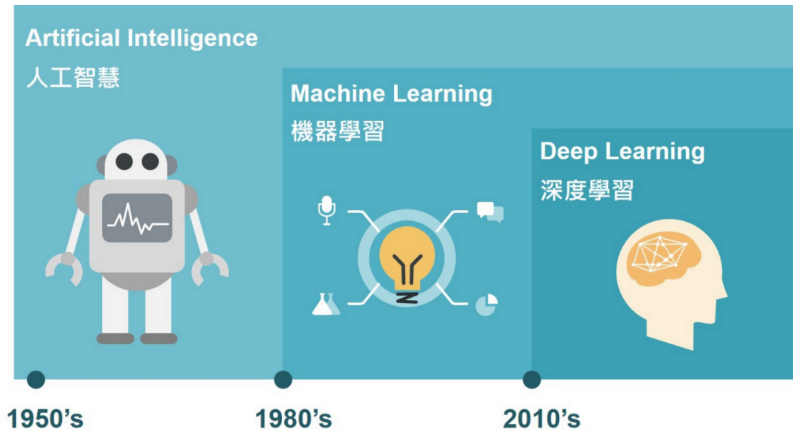 Artificial Intelligence
人工智慧
Machine Learning
機器學習
Deep Learning
深度學習
1950's
1980's
2010's